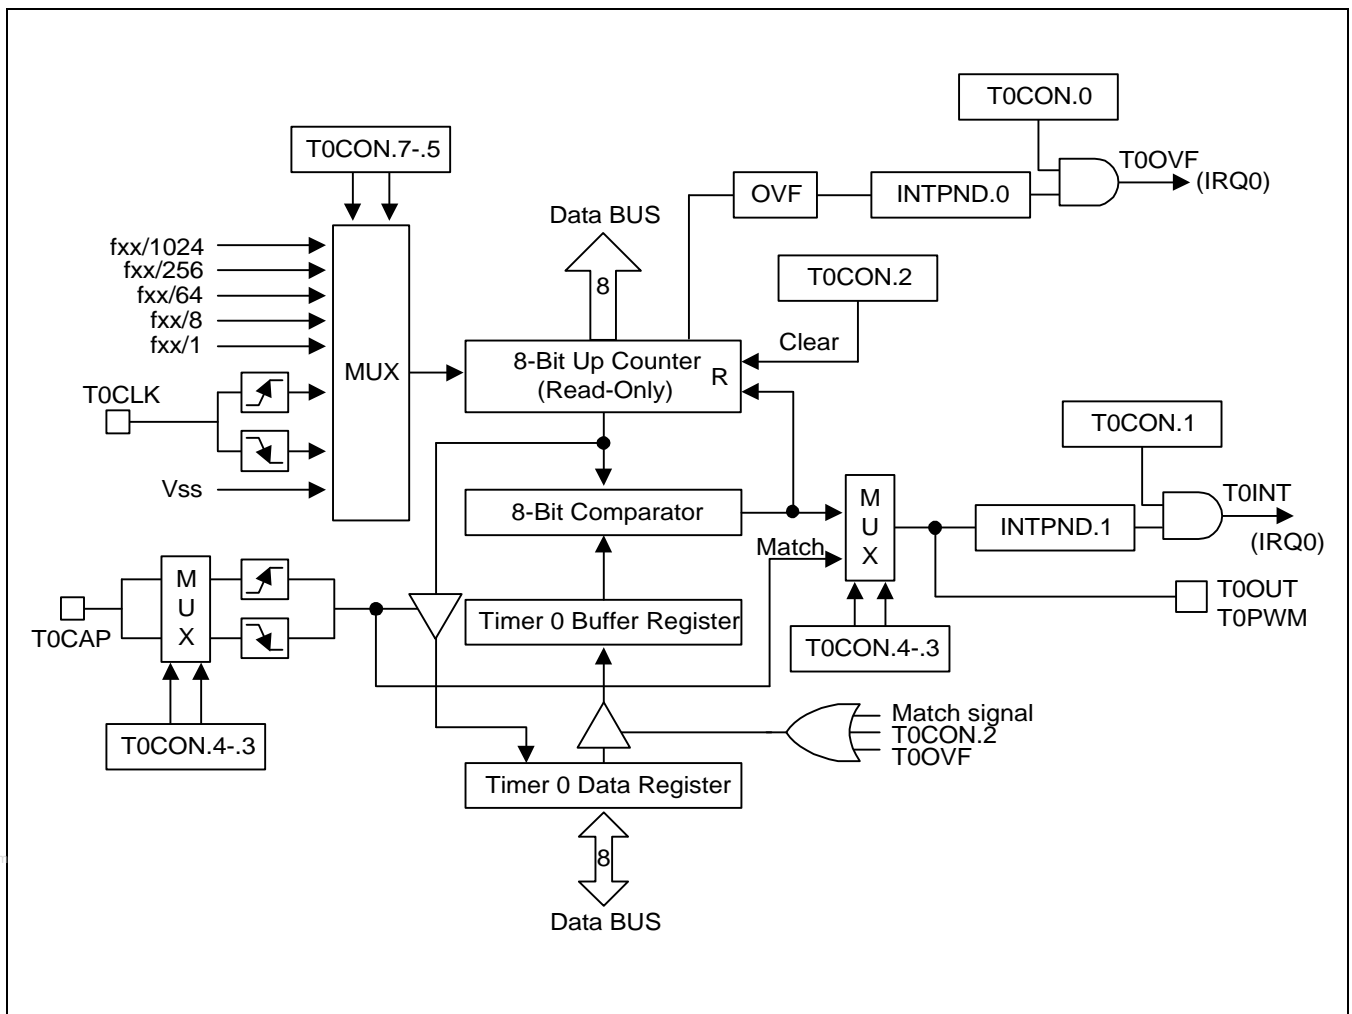 T0CON.0
T0CON.7-.5
T0OVF
(IRQ0)
OVF
INTPND.0
Data BUS
8
T0CON.2
fxx/1024
fxx/256
fxx/64
fxx/8
fxx/1
Clear
MUX
8-Bit Up Counter
(Read-Only)
R
T0CLK
T0CON.1
Vss
8-Bit Comparator
M
U
X
T0INT
INTPND.1
(IRQ0)
Match
M
U
X
T0CAP
Timer 0 Buffer Register
T0OUT
T0PWM
T0CON.4-.3
T0CON.4-.3
Match signal
T0CON.2
T0OVF
Timer 0 Data Register
8
Data BUS